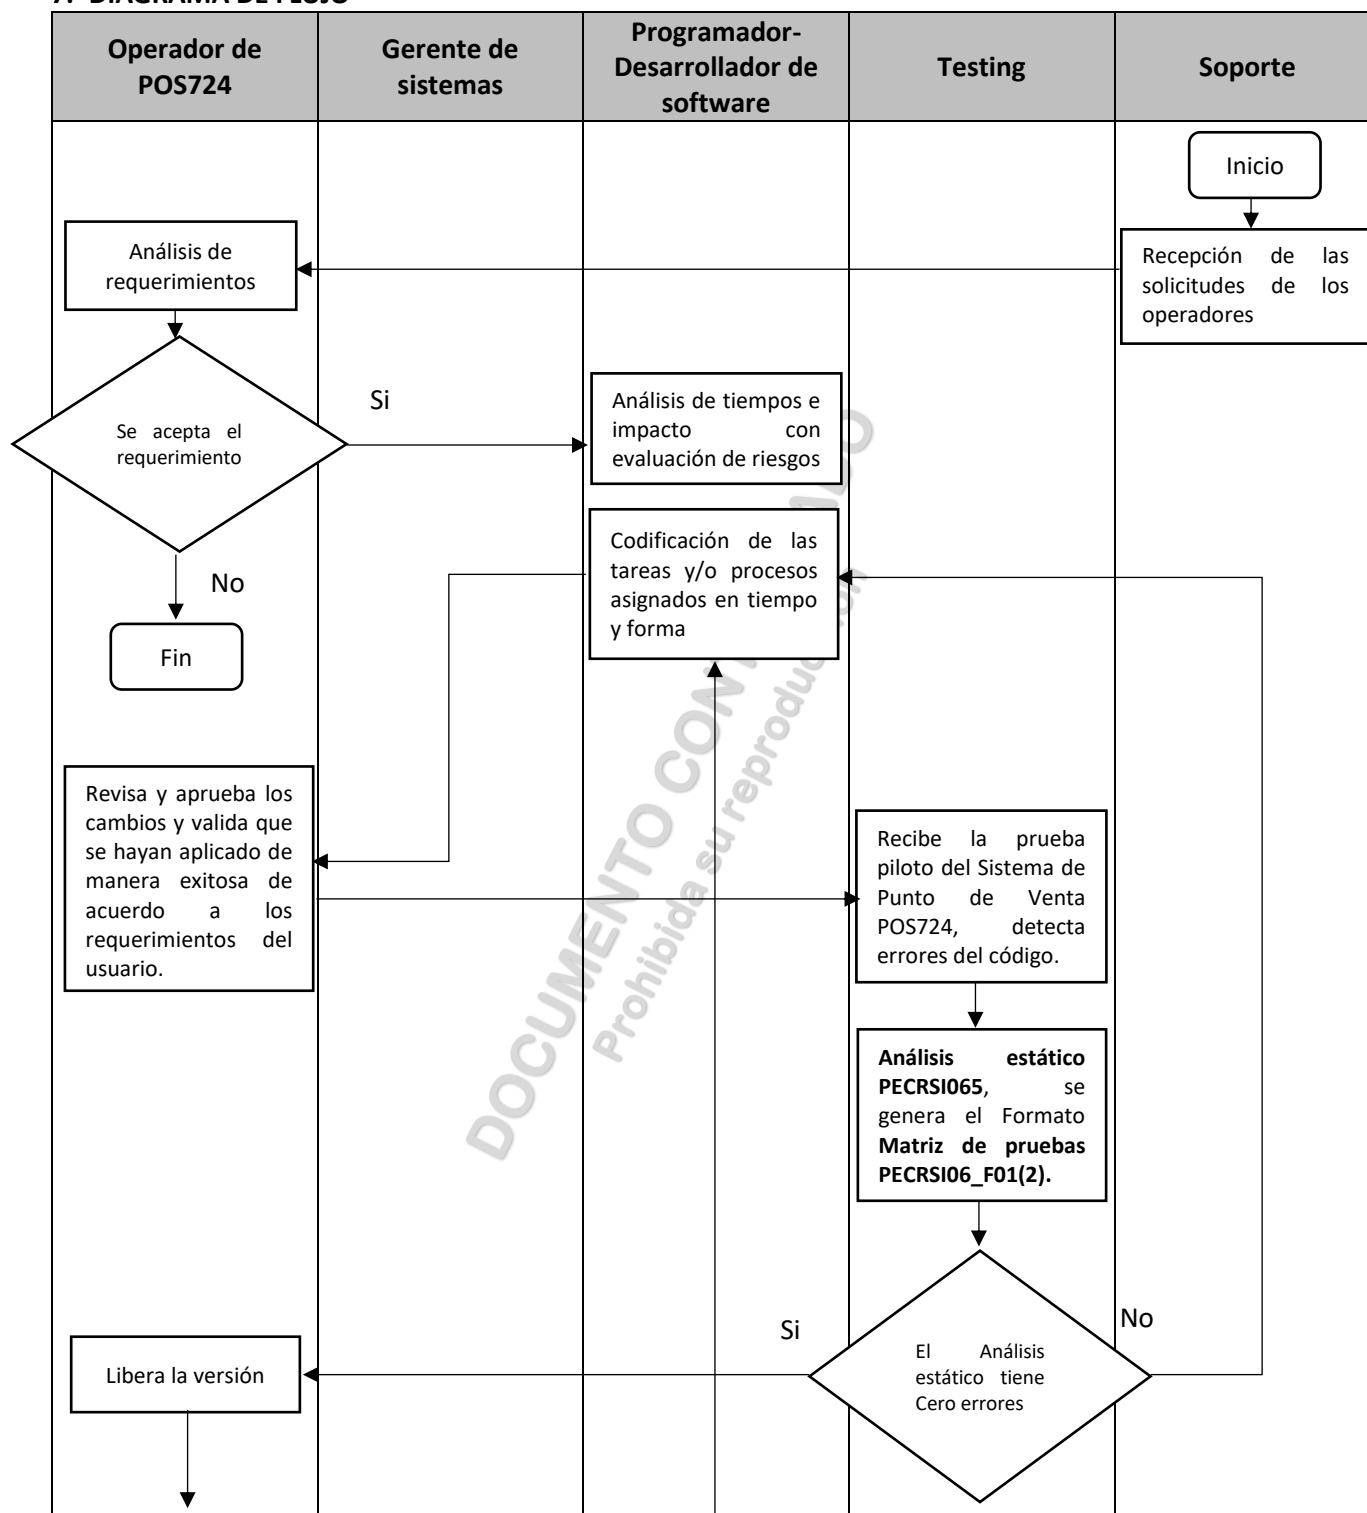 7. DIAGRAMA DE FLUJO
Operador de
POS724
Gerente de
sistemas
Programador-
Desarrollador de
software
Testing
Soporte
Inicio
Recepción de las
solicitudes de los
operadores
Análisis de
requerimientos
Se acepta el
requerimiento
Si
Análisis de tiempos e
impacto con
evaluación de riesgos
Codificación de las
tareas y/o procesos
asignados en tiempo
y forma
No
Fin
Revisa y aprueba los
cambios y valida que
se hayan aplicado de
manera exitosa de
acuerdo a los
requerimientos del
usuario.
Recibe la prueba
piloto del Sistema de
Punto de Venta
POS724, detecta
errores del código.
Análisis estático
PECRSI065, se
genera el Formato
Matriz de pruebas
PECRSI06_F01(2).
Si
No
El Análisis
estático tiene
Cero errores
Libera la versión
DOCUMENTO CON
Prohibida su reproducción